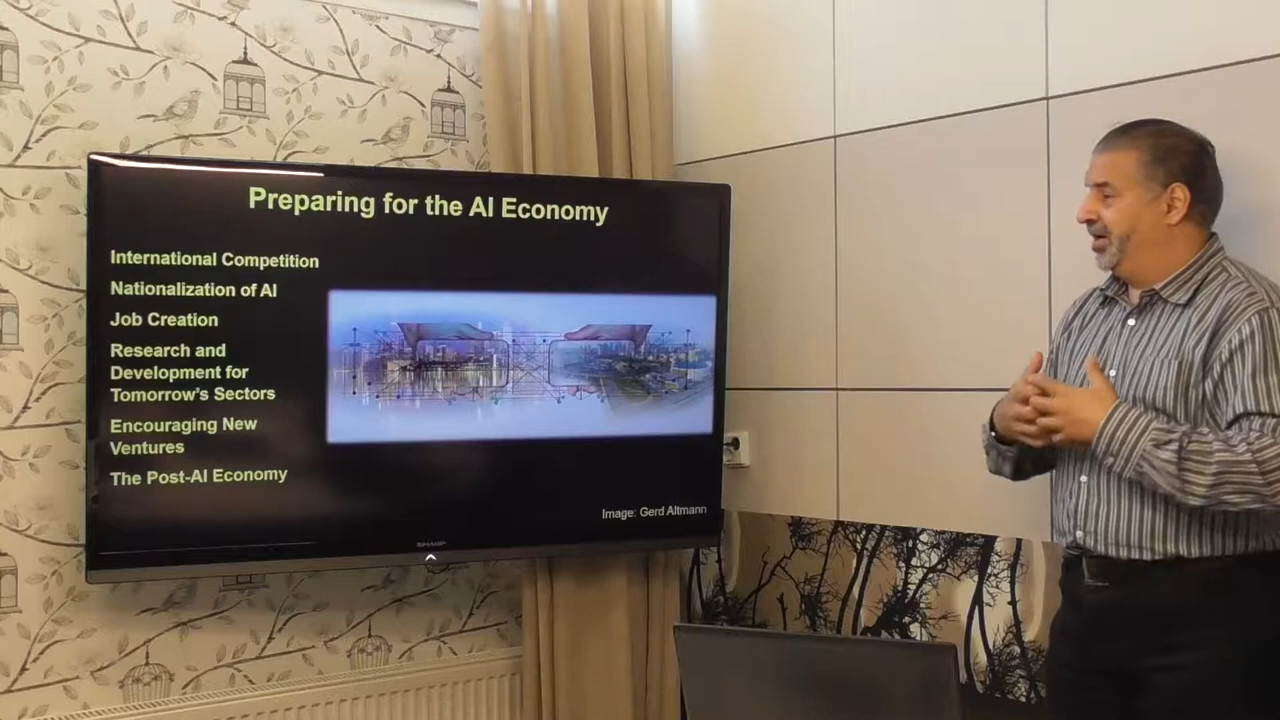 Preparing for the AI Economy
International Competition
Nationalization of AI
Job Creation
Research and
Development for
Tomorrow's Sectors
Encouraging New
Ventures
The Post-AI Economy
Image: Gerd Altmann
SHARP